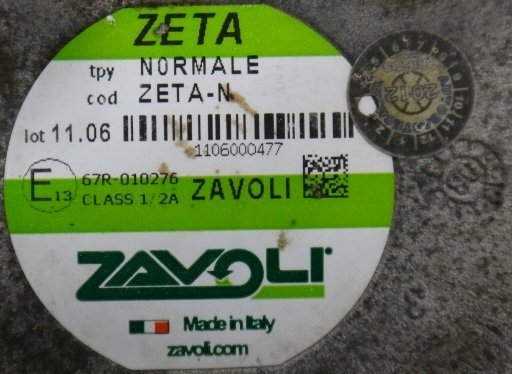 ZETA
tpy NORMALE
cod ZETA-N
lot 11.06
1106000477
E13 67R-010276
CLASS 1/2A
ZAVOLI
ZAVOLI
Made in Italy
zavoli.com
2012